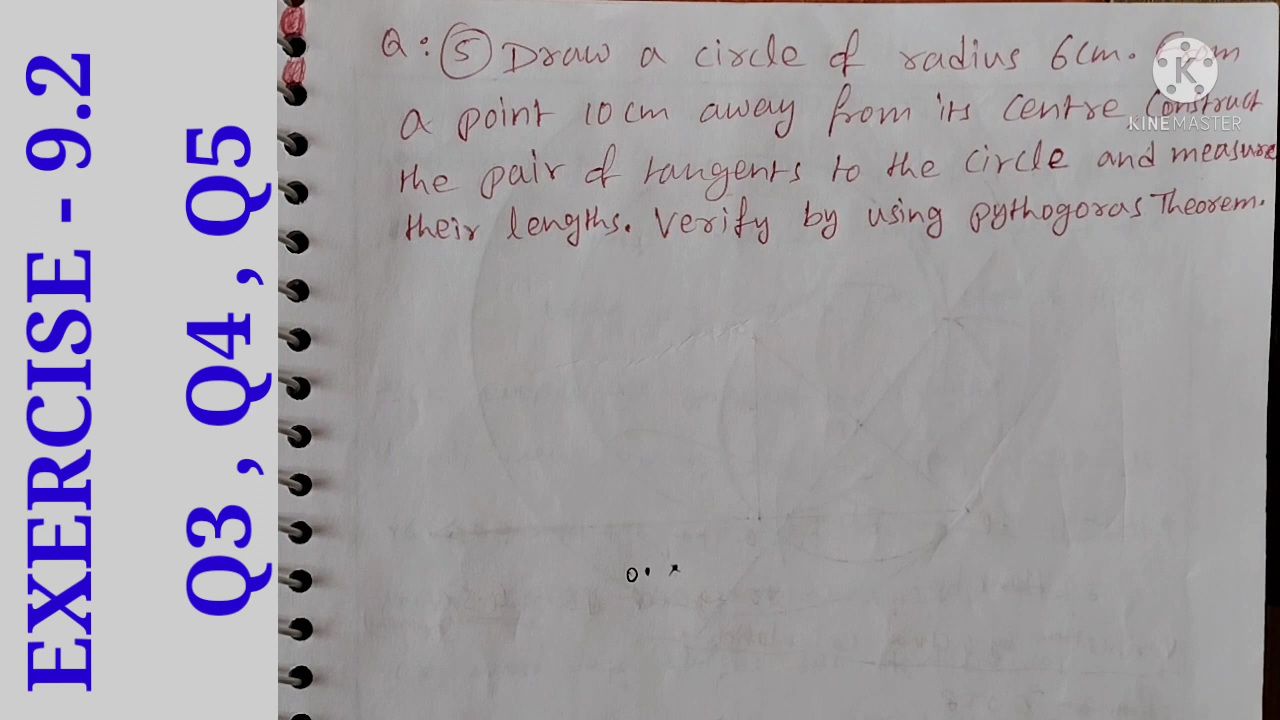 EXERCISE - 9.2
Q3, Q4, Q5
Q: 5 Draw a circle of radius 6cm. From
a point 10cm away from its centre construct
the pair of tangents to the circle and measure
their lengths. Verify by using pythogoras Theorem.
K
KINEMASTER
O